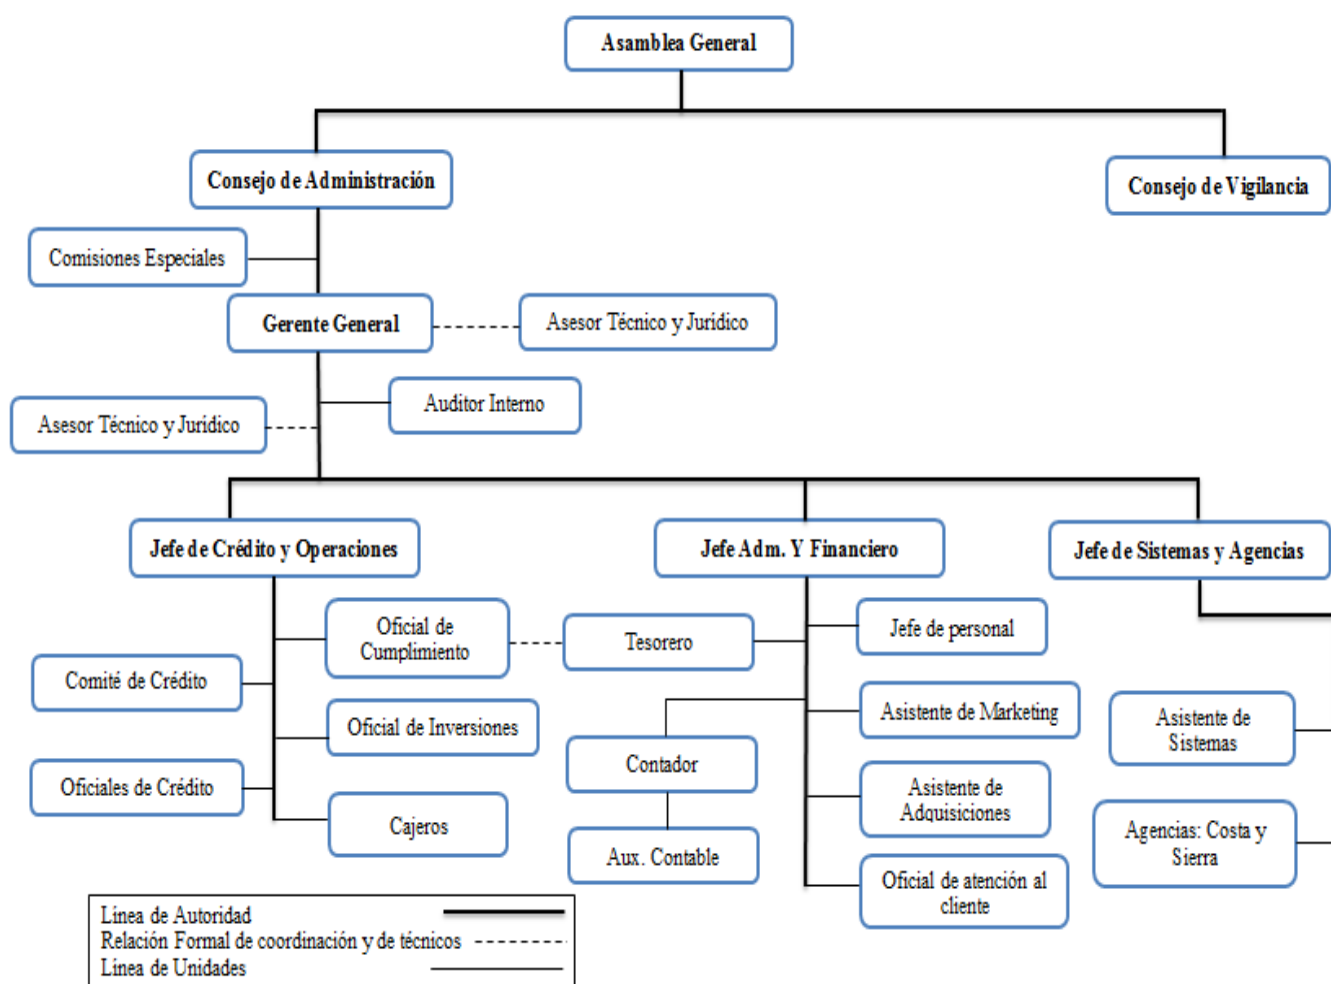 Asamblea General
Consejo de Administración
Consejo de Vigilancia
Comisiones Especiales
Gerente General
Asesor Técnico y Jurídico
Auditor Interno
Asesor Técnico y Jurídico
Jefe de Crédito y Operaciones
Jefe Adm. Y Financiero
Jefe de Sistemas y Agencias
Oficial de
Cumplimiento
Tesorero
Jefe de personal
Comité de Crédito
Oficial de Inversiones
Asistente de Marketing
Asistente de
Sistemas
Contador
Oficiales de Crédito
Cajeros
Asistente de
Adquisiciones
Agencias: Costa y
Sierra
Aux. Contable
Oficial de atención al
cliente
Línea de Autoridad
Relación Formal de coordinación y de técnicos
Línea de Unidades